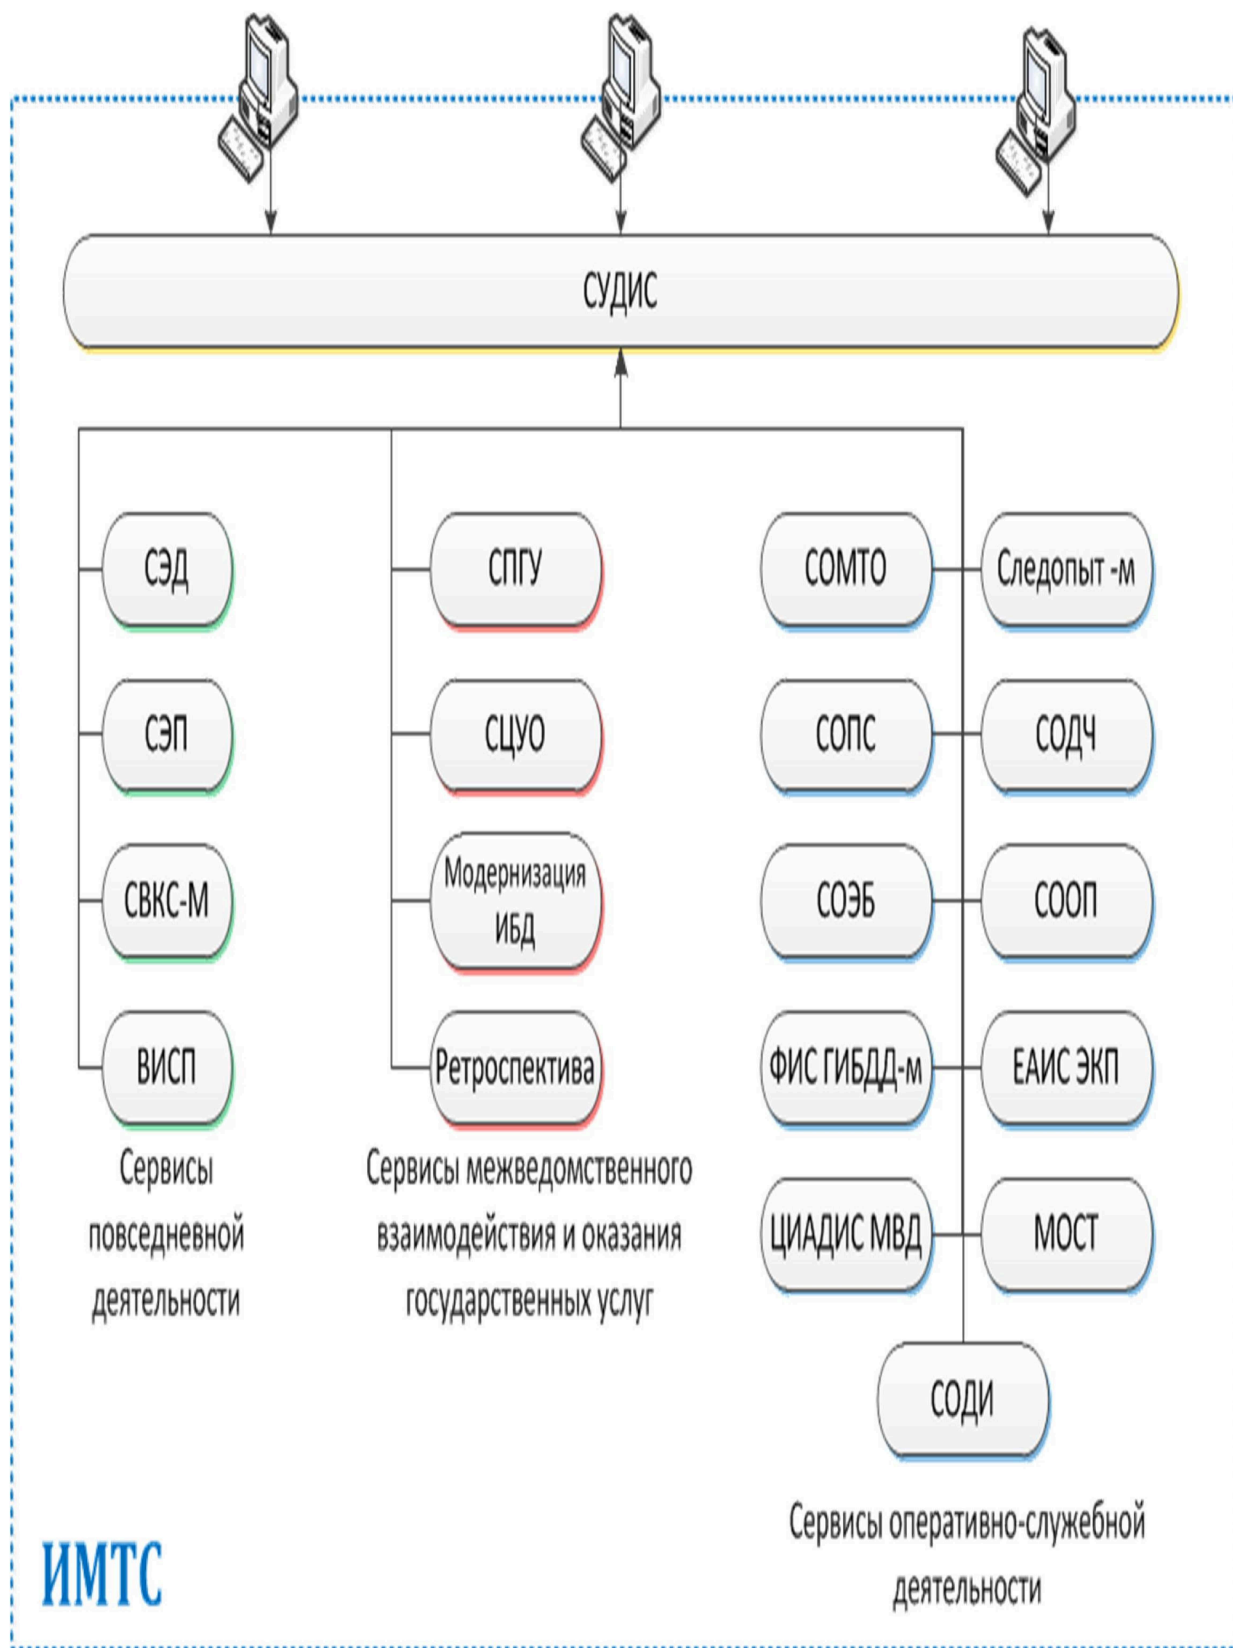 СУДИС
СЭД
СЭП
СВКС-М
ВИСП
Сервисы
повседневной
деятельности
СПГУ
СЦУО
Модернизация
ИБД
Ретроспектива
Сервисы межведомственного
взаимодействия и оказания
государственных услуг
СОМТО
Следопыт -м
СОПС
СОДЧ
СОЭБ
СООП
ФИС ГИБДД-м
ЕАИС ЭКП
ЦИАДИС МВД
МОСТ
СОДИ
Сервисы оперативно-служебной
деятельности
ИМТС